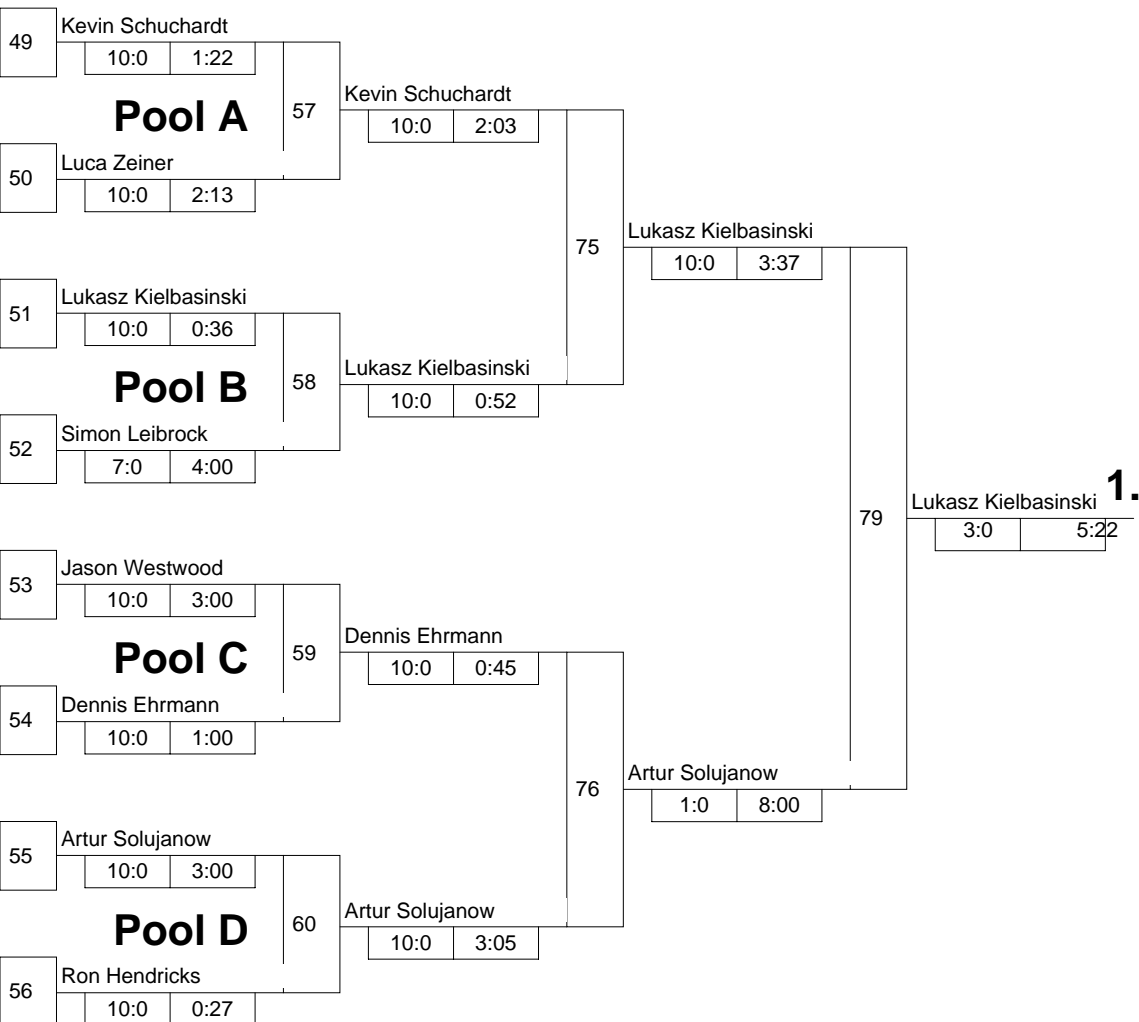 49 Kevin Schuchardt
10:0 1:22
Pool A 57 Kevin Schuchardt
10:0 2:03
50 Luca Zeiner
10:0 2:13
75 Lukasz Kielbasinski
10:0 3:37
51 Lukasz Kielbasinski
10:0 0:36
Pool B 58 Lukasz Kielbasinski
10:0 0:52
52 Simon Leibrock
7:0 4:00
79 Lukasz Kielbasinski 1.
3:0 5:22
53 Jason Westwood
10:0 3:00
Pool C 59 Dennis Ehrmann
10:0 0:45
54 Dennis Ehrmann
10:0 1:00
76 Artur Solujanow
1:0 8:00
55 Artur Solujanow
10:0 3:00
Pool D 60 Artur Solujanow
10:0 3:05
56 Ron Hendricks
10:0 0:27